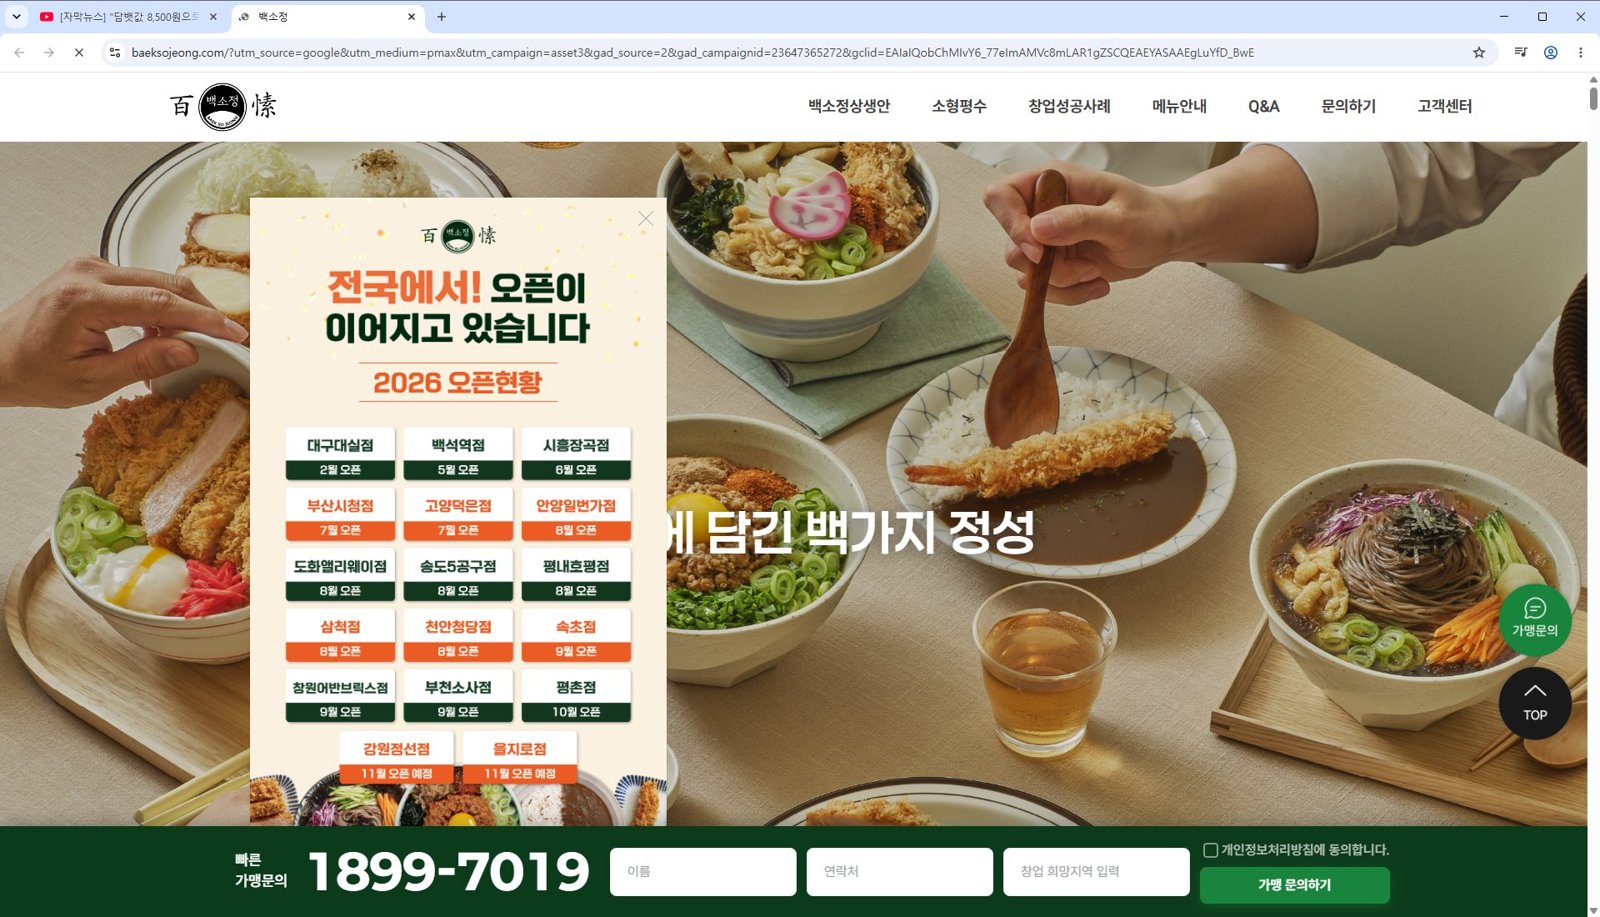 [자막뉴스] "담뱃값 8,500원으로
백소정
baeksojeong.com/?utm_source=google&utm_medium=pmax&utm_campaign=asset3&gad_source=2&gad_campaignid=23647365272&gclid=EAIaIQobChMIvY6_77eImAMVc8mLAR1gZSCQEAEYASAAEgLuYfD_BwE
百 백소정 愫
BAEK SO JEONG
백소정상생안
소형평수
창업성공사례
메뉴안내
Q&A
문의하기
고객센터
百 백소정 愫
전국에서! 오픈이
이어지고 있습니다
2026 오픈현황
대구대실점
2월 오픈
백석역점
5월 오픈
시흥장곡점
6월 오픈
부산시청점
7월 오픈
고양덕은점
7월 오픈
안양일번가점
8월 오픈
도화앨리웨이점
8월 오픈
송도5공구점
8월 오픈
평내호평점
8월 오픈
삼척점
8월 오픈
천안청당점
8월 오픈
속초점
9월 오픈
창원어반브릭스점
9월 오픈
부천소사점
9월 오픈
평촌점
10월 오픈
강원정선점
11월 오픈 예정
을지로점
11월 오픈 예정
에 담긴 백가지 정성
가맹문의
TOP
빠른
가맹문의
1899-7019
이름
연락처
창업 희망지역 입력
개인정보처리방침에 동의합니다.
가맹 문의하기